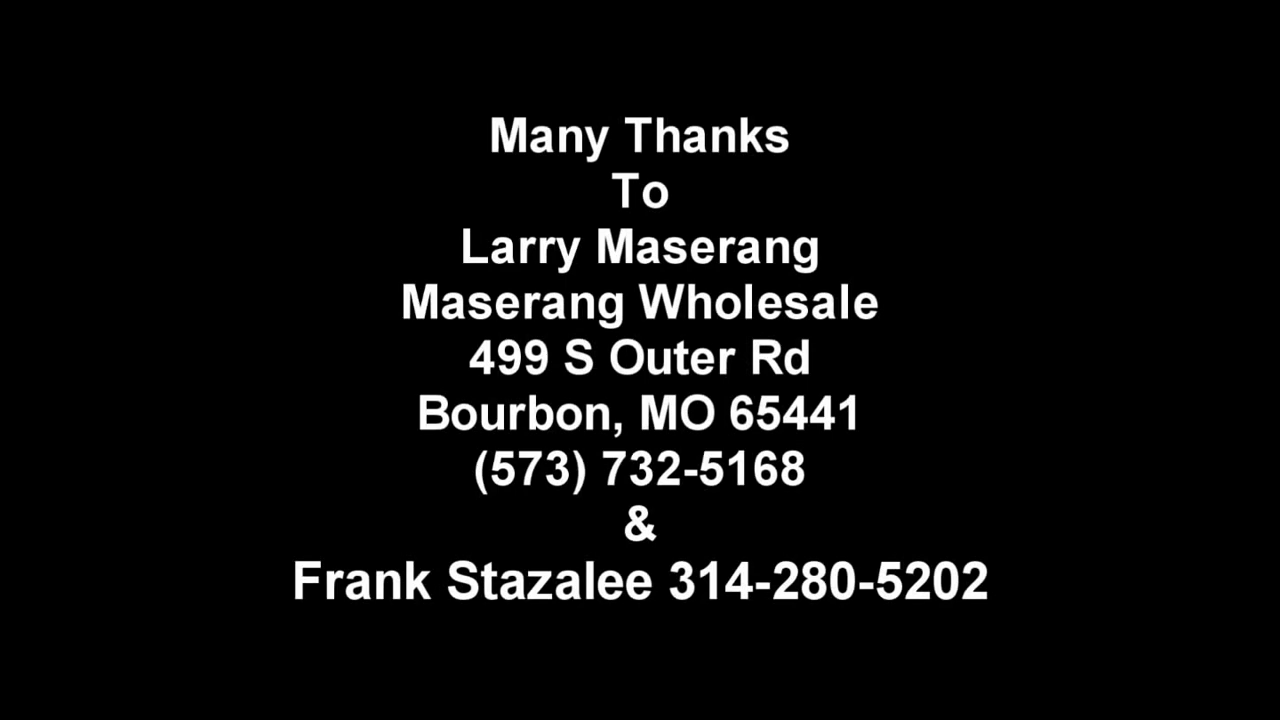 Many Thanks
To
Larry Maserang
Maserang Wholesale
499 S Outer Rd
Bourbon, MO 65441
(573) 732-5168
&
Frank Stazalee 314-280-5202